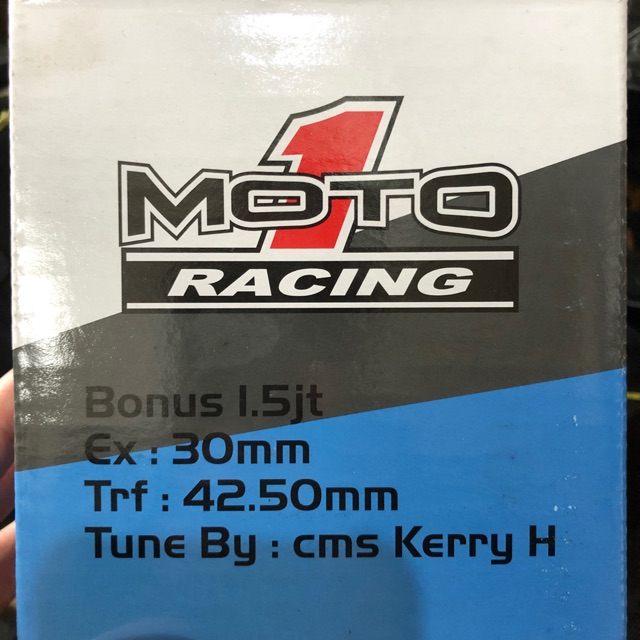 MOTO 1
RACING
Bonus 1.5jt
Ex : 30mm
Trf : 42.50mm
Tune By : cms Kerry H